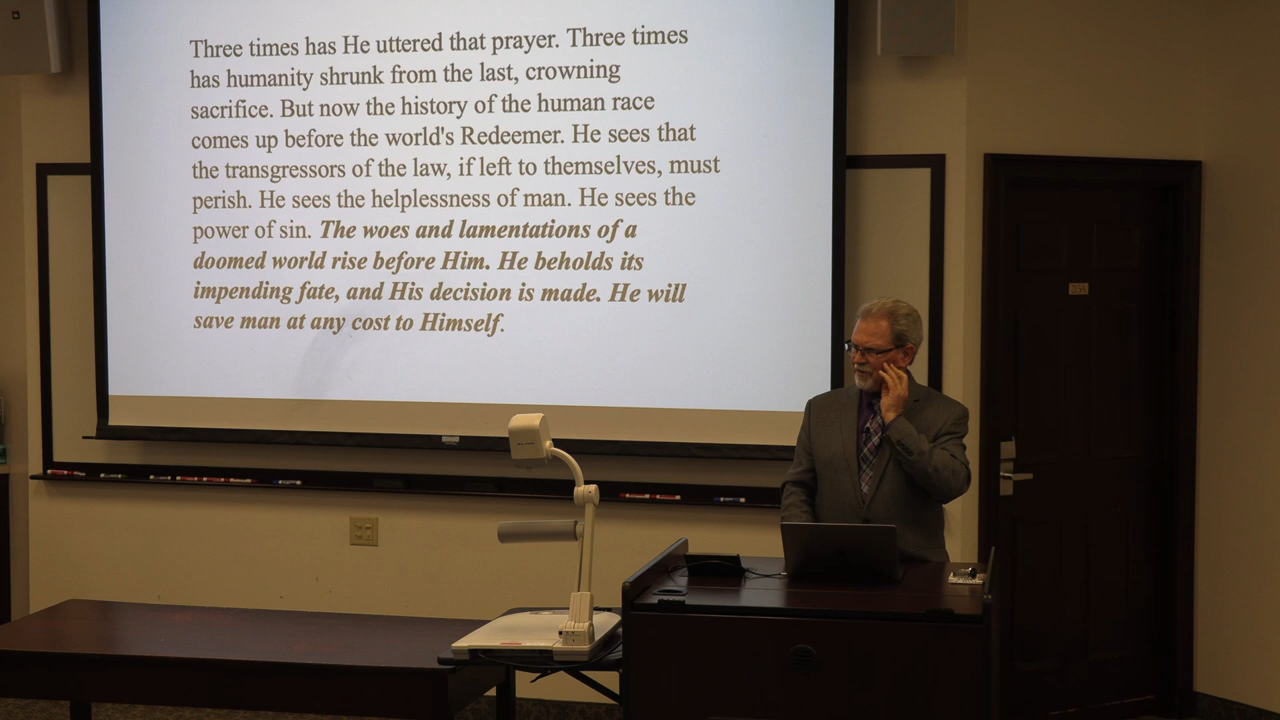 Three times has He uttered that prayer. Three times
has humanity shrunk from the last, crowning
sacrifice. But now the history of the human race
comes up before the world's Redeemer. He sees that
the transgressors of the law, if left to themselves, must
perish. He sees the helplessness of man. He sees the
power of sin. The woes and lamentations of a
doomed world rise before Him. He beholds its
impending fate, and His decision is made. He will
save man at any cost to Himself.